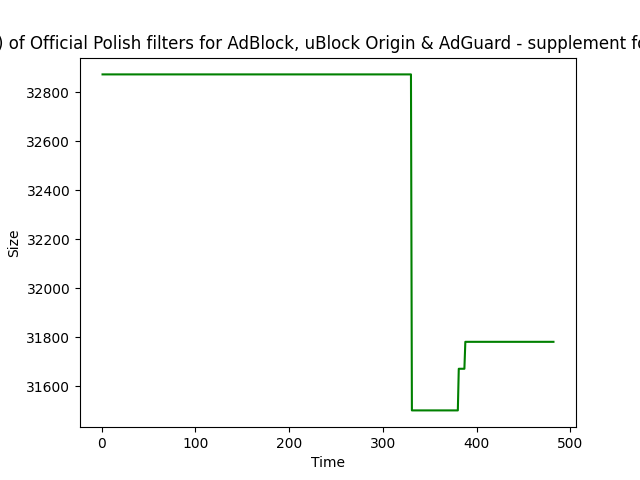 ) of Official Polish filters for AdBlock, uBlock Origin & AdGuard - supplement fo
32800
32600
32400
32200
32000
31800
31600
Size
0 100 200 300 400 500
Time